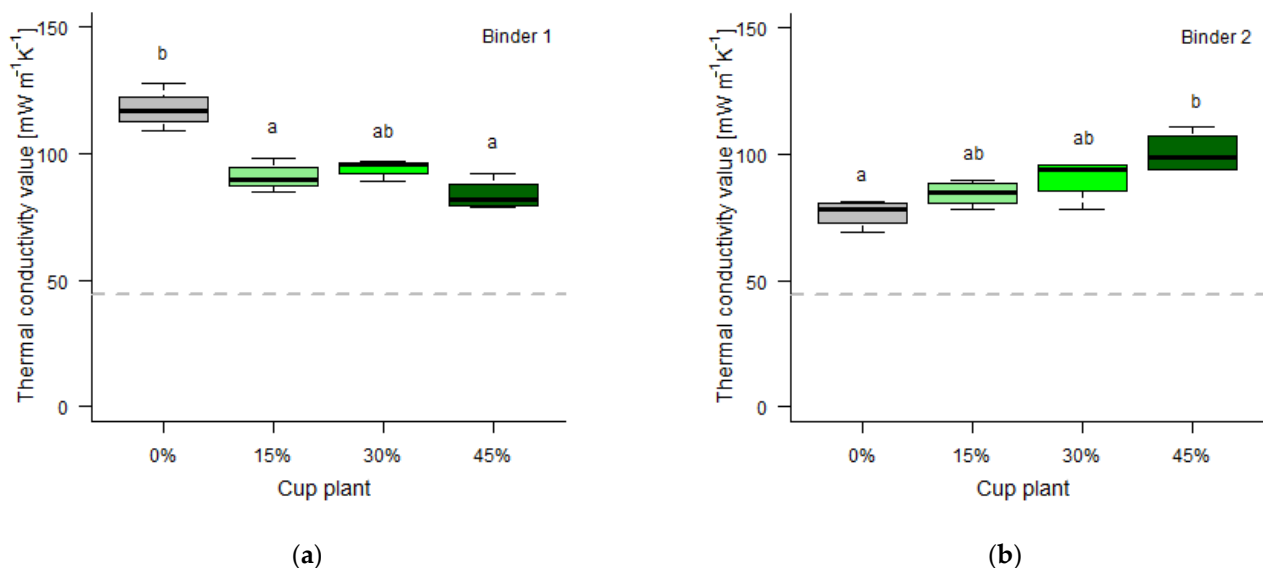 Thermal conductivity value [mW m⁻¹K⁻¹]
150
100
50
0
Binder 1
b
a
ab
a
0% 15% 30% 45%
Cup plant
(a)
Thermal conductivity value [mW m⁻¹K⁻¹]
150
100
50
0
Binder 2
a
ab
ab
b
0% 15% 30% 45%
Cup plant
(b)